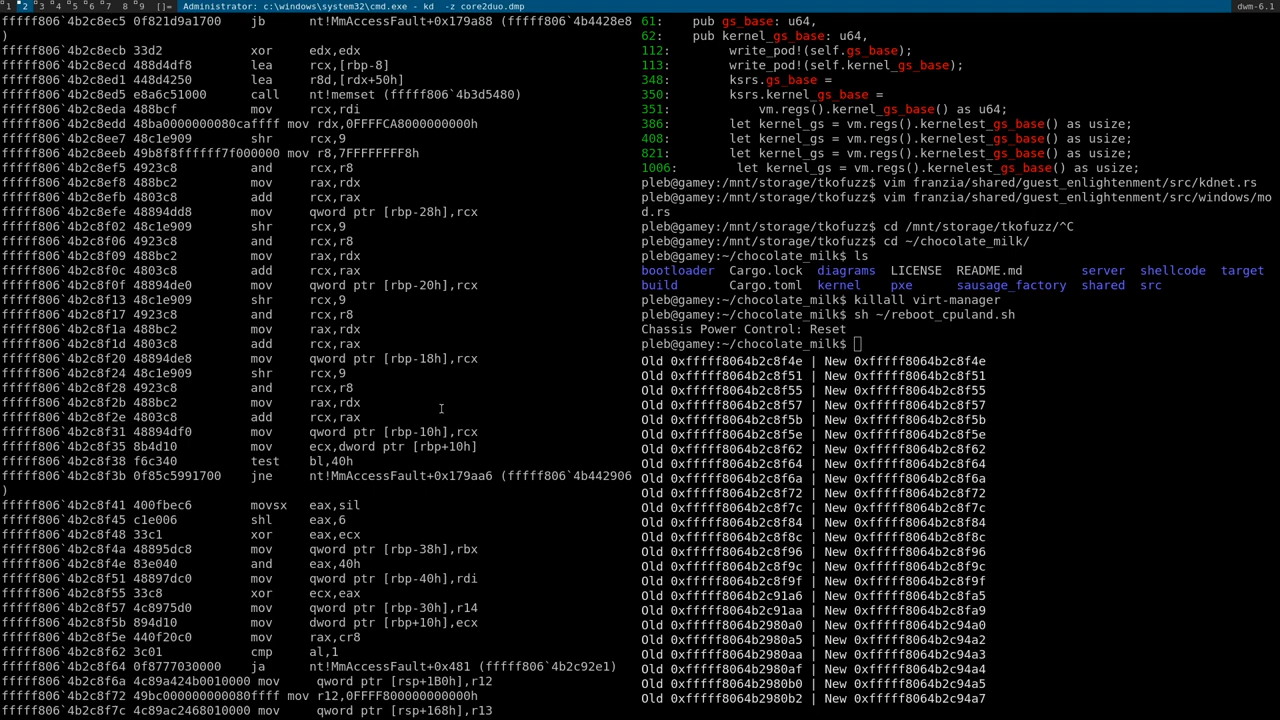 1 2 3 4 5 6 7 8 9 []= Administrator: c:\windows\system32\cmd.exe - kd -z core2duo.dmp dwm-6.1
fffff806`4b2c8ec5 0f821d9a1700 jb nt!MmAccessFault+0x179a88 (fffff806`4b4428e8
)
fffff806`4b2c8ecb 33d2 xor edx,edx
fffff806`4b2c8ecd 488d4df8 lea rcx,[rbp-8]
fffff806`4b2c8ed1 448d4250 lea r8d,[rdx+50h]
fffff806`4b2c8ed5 e8a6c51000 call nt!memset (fffff806`4b3d5480)
fffff806`4b2c8eda 488bcf mov rcx,rdi
fffff806`4b2c8edd 48ba0000000080caffff mov rdx,0FFFFCA8000000000h
fffff806`4b2c8ee7 48c1e909 shr rcx,9
fffff806`4b2c8eeb 49b8f8ffffff7f000000 mov r8,7FFFFFFFF8h
fffff806`4b2c8ef5 4923c8 and rcx,r8
fffff806`4b2c8ef8 488bc2 mov rax,rdx
fffff806`4b2c8efb 4803c8 add rcx,rax
fffff806`4b2c8efe 48894dd8 mov qword ptr [rbp-28h],rcx
fffff806`4b2c8f02 48c1e909 shr rcx,9
fffff806`4b2c8f06 4923c8 and rcx,r8
fffff806`4b2c8f09 488bc2 mov rax,rdx
fffff806`4b2c8f0c 4803c8 add rcx,rax
fffff806`4b2c8f0f 48894de0 mov qword ptr [rbp-20h],rcx
fffff806`4b2c8f13 48c1e909 shr rcx,9
fffff806`4b2c8f17 4923c8 and rcx,r8
fffff806`4b2c8f1a 488bc2 mov rax,rdx
fffff806`4b2c8f1d 4803c8 add rcx,rax
fffff806`4b2c8f20 48894de8 mov qword ptr [rbp-18h],rcx
fffff806`4b2c8f24 48c1e909 shr rcx,9
fffff806`4b2c8f28 4923c8 and rcx,r8
fffff806`4b2c8f2b 488bc2 mov rax,rdx
fffff806`4b2c8f2e 4803c8 add rcx,rax
fffff806`4b2c8f31 48894df0 mov qword ptr [rbp-10h],rcx
fffff806`4b2c8f35 8b4d10 mov ecx,dword ptr [rbp+10h]
fffff806`4b2c8f38 f6c340 test bl,40h
fffff806`4b2c8f3b 0f85c5991700 jne nt!MmAccessFault+0x179aa6 (fffff806`4b442906
)
fffff806`4b2c8f41 400fbec6 movsx eax,sil
fffff806`4b2c8f45 c1e006 shl eax,6
fffff806`4b2c8f48 33c1 xor eax,ecx
fffff806`4b2c8f4a 48895dc8 mov qword ptr [rbp-38h],rbx
fffff806`4b2c8f4e 83e040 and eax,40h
fffff806`4b2c8f51 48897dc0 mov qword ptr [rbp-40h],rdi
fffff806`4b2c8f55 33c8 xor ecx,eax
fffff806`4b2c8f57 4c8975d0 mov qword ptr [rbp-30h],r14
fffff806`4b2c8f5b 894d10 mov dword ptr [rbp+10h],ecx
fffff806`4b2c8f5e 440f20c0 mov rax,cr8
fffff806`4b2c8f62 3c01 cmp al,1
fffff806`4b2c8f64 0f8777030000 ja nt!MmAccessFault+0x481 (fffff806`4b2c92e1)
fffff806`4b2c8f6a 4c89a424b0010000 mov qword ptr [rsp+1B0h],r12
fffff806`4b2c8f72 49bc000000000080ffff mov r12,0FFFF800000000000h
fffff806`4b2c8f7c 4c89ac2468010000 mov qword ptr [rsp+168h],r13
61: pub gs_base: u64,
62: pub kernel_gs_base: u64,
112: write_pod!(self.gs_base);
113: write_pod!(self.kernel_gs_base);
348: ksrs.gs_base =
350: ksrs.kernel_gs_base =
351: vm.regs().kernel_gs_base() as u64;
386: let kernel_gs = vm.regs().kernelest_gs_base() as usize;
408: let kernel_gs = vm.regs().kernelest_gs_base() as usize;
821: let kernel_gs = vm.regs().kernelest_gs_base() as usize;
1006: let kernel_gs = vm.regs().kernelest_gs_base() as usize;
pleb@gamey:/mnt/storage/tkofuzz$ vim franzia/shared/guest_enlightenment/src/kdnet.rs
pleb@gamey:/mnt/storage/tkofuzz$ vim franzia/shared/guest_enlightenment/src/windows/mo
d.rs
pleb@gamey:/mnt/storage/tkofuzz$ cd /mnt/storage/tkofuzz/^C
pleb@gamey:/mnt/storage/tkofuzz$ cd ~/chocolate_milk/
pleb@gamey:~/chocolate_milk$ ls
bootloader Cargo.lock diagrams LICENSE README.md server shellcode target
build Cargo.toml kernel pxe sausage_factory shared src
pleb@gamey:~/chocolate_milk$ killall virt-manager
pleb@gamey:~/chocolate_milk$ sh ~/reboot_cpuland.sh
Chassis Power Control: Reset
pleb@gamey:~/chocolate_milk$
Old 0xfffff8064b2c8f4e | New 0xfffff8064b2c8f4e
Old 0xfffff8064b2c8f51 | New 0xfffff8064b2c8f51
Old 0xfffff8064b2c8f55 | New 0xfffff8064b2c8f55
Old 0xfffff8064b2c8f57 | New 0xfffff8064b2c8f57
Old 0xfffff8064b2c8f5b | New 0xfffff8064b2c8f5b
Old 0xfffff8064b2c8f5e | New 0xfffff8064b2c8f5e
Old 0xfffff8064b2c8f62 | New 0xfffff8064b2c8f62
Old 0xfffff8064b2c8f64 | New 0xfffff8064b2c8f64
Old 0xfffff8064b2c8f6a | New 0xfffff8064b2c8f6a
Old 0xfffff8064b2c8f72 | New 0xfffff8064b2c8f72
Old 0xfffff8064b2c8f7c | New 0xfffff8064b2c8f7c
Old 0xfffff8064b2c8f84 | New 0xfffff8064b2c8f84
Old 0xfffff8064b2c8f8c | New 0xfffff8064b2c8f8c
Old 0xfffff8064b2c8f96 | New 0xfffff8064b2c8f96
Old 0xfffff8064b2c8f9c | New 0xfffff8064b2c8f9c
Old 0xfffff8064b2c8f9f | New 0xfffff8064b2c8f9f
Old 0xfffff8064b2c91a6 | New 0xfffff8064b2c8fa5
Old 0xfffff8064b2c91aa | New 0xfffff8064b2c8fa9
Old 0xfffff8064b2980a0 | New 0xfffff8064b2c94a0
Old 0xfffff8064b2980a5 | New 0xfffff8064b2c94a2
Old 0xfffff8064b2980aa | New 0xfffff8064b2c94a3
Old 0xfffff8064b2980af | New 0xfffff8064b2c94a4
Old 0xfffff8064b2980b0 | New 0xfffff8064b2c94a5
Old 0xfffff8064b2980b2 | New 0xfffff8064b2c94a7